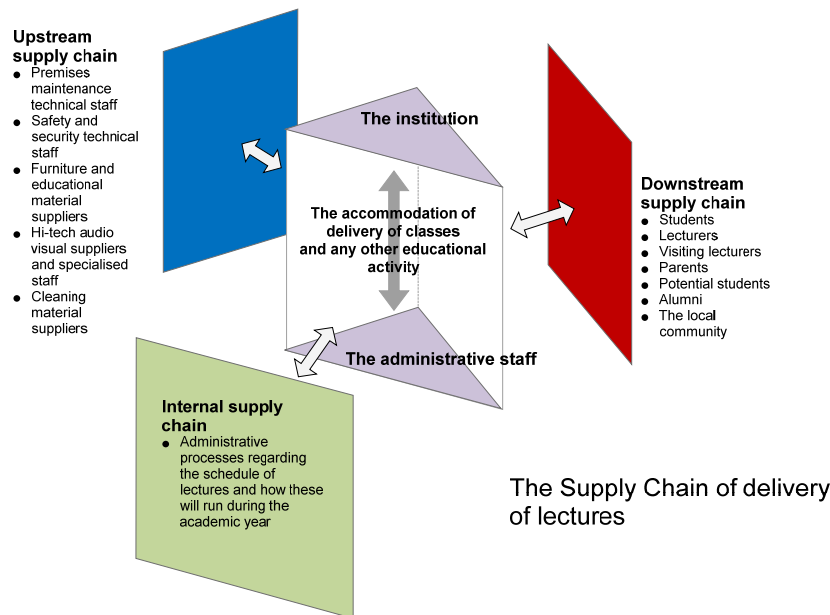 Upstream
supply chain
● Premises
maintenance
technical staff
● Safety and
security technical
staff
● Furniture and
educational
material
suppliers
● Hi-tech audio
visual suppliers
and specialised
staff
● Cleaning
material
suppliers
The institution
The accommodation of
delivery of classes
and any other educational
activity
The administrative staff
Downstream
supply chain
● Students
● Lecturers
● Visiting lecturers
● Parents
● Potential students
● Alumni
● The local
community
Internal supply
chain
● Administrative
processes regarding
the schedule of
lectures and how these
will run during the
academic year
The Supply Chain of delivery
of lectures